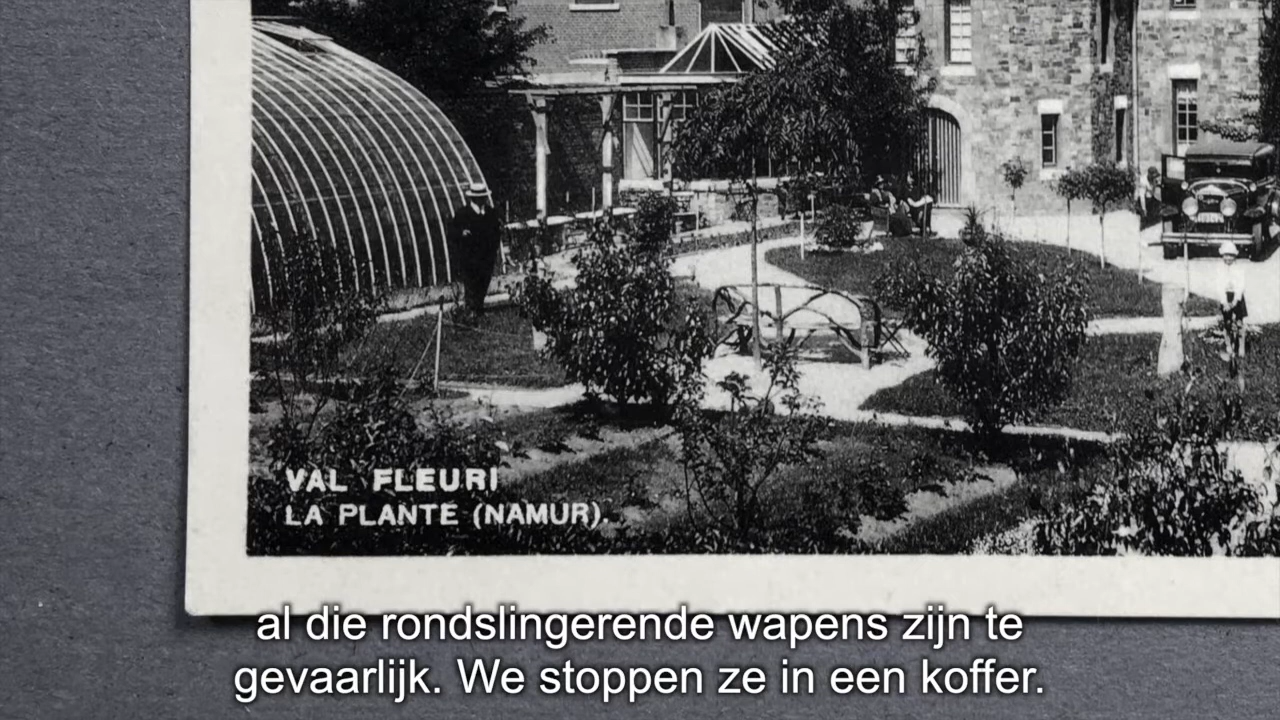 VAL FLEURI
LA PLANTE (NAMUR).
al die rondslingerende wapens zijn te
gevaarlijk. We stoppen ze in een koffer.